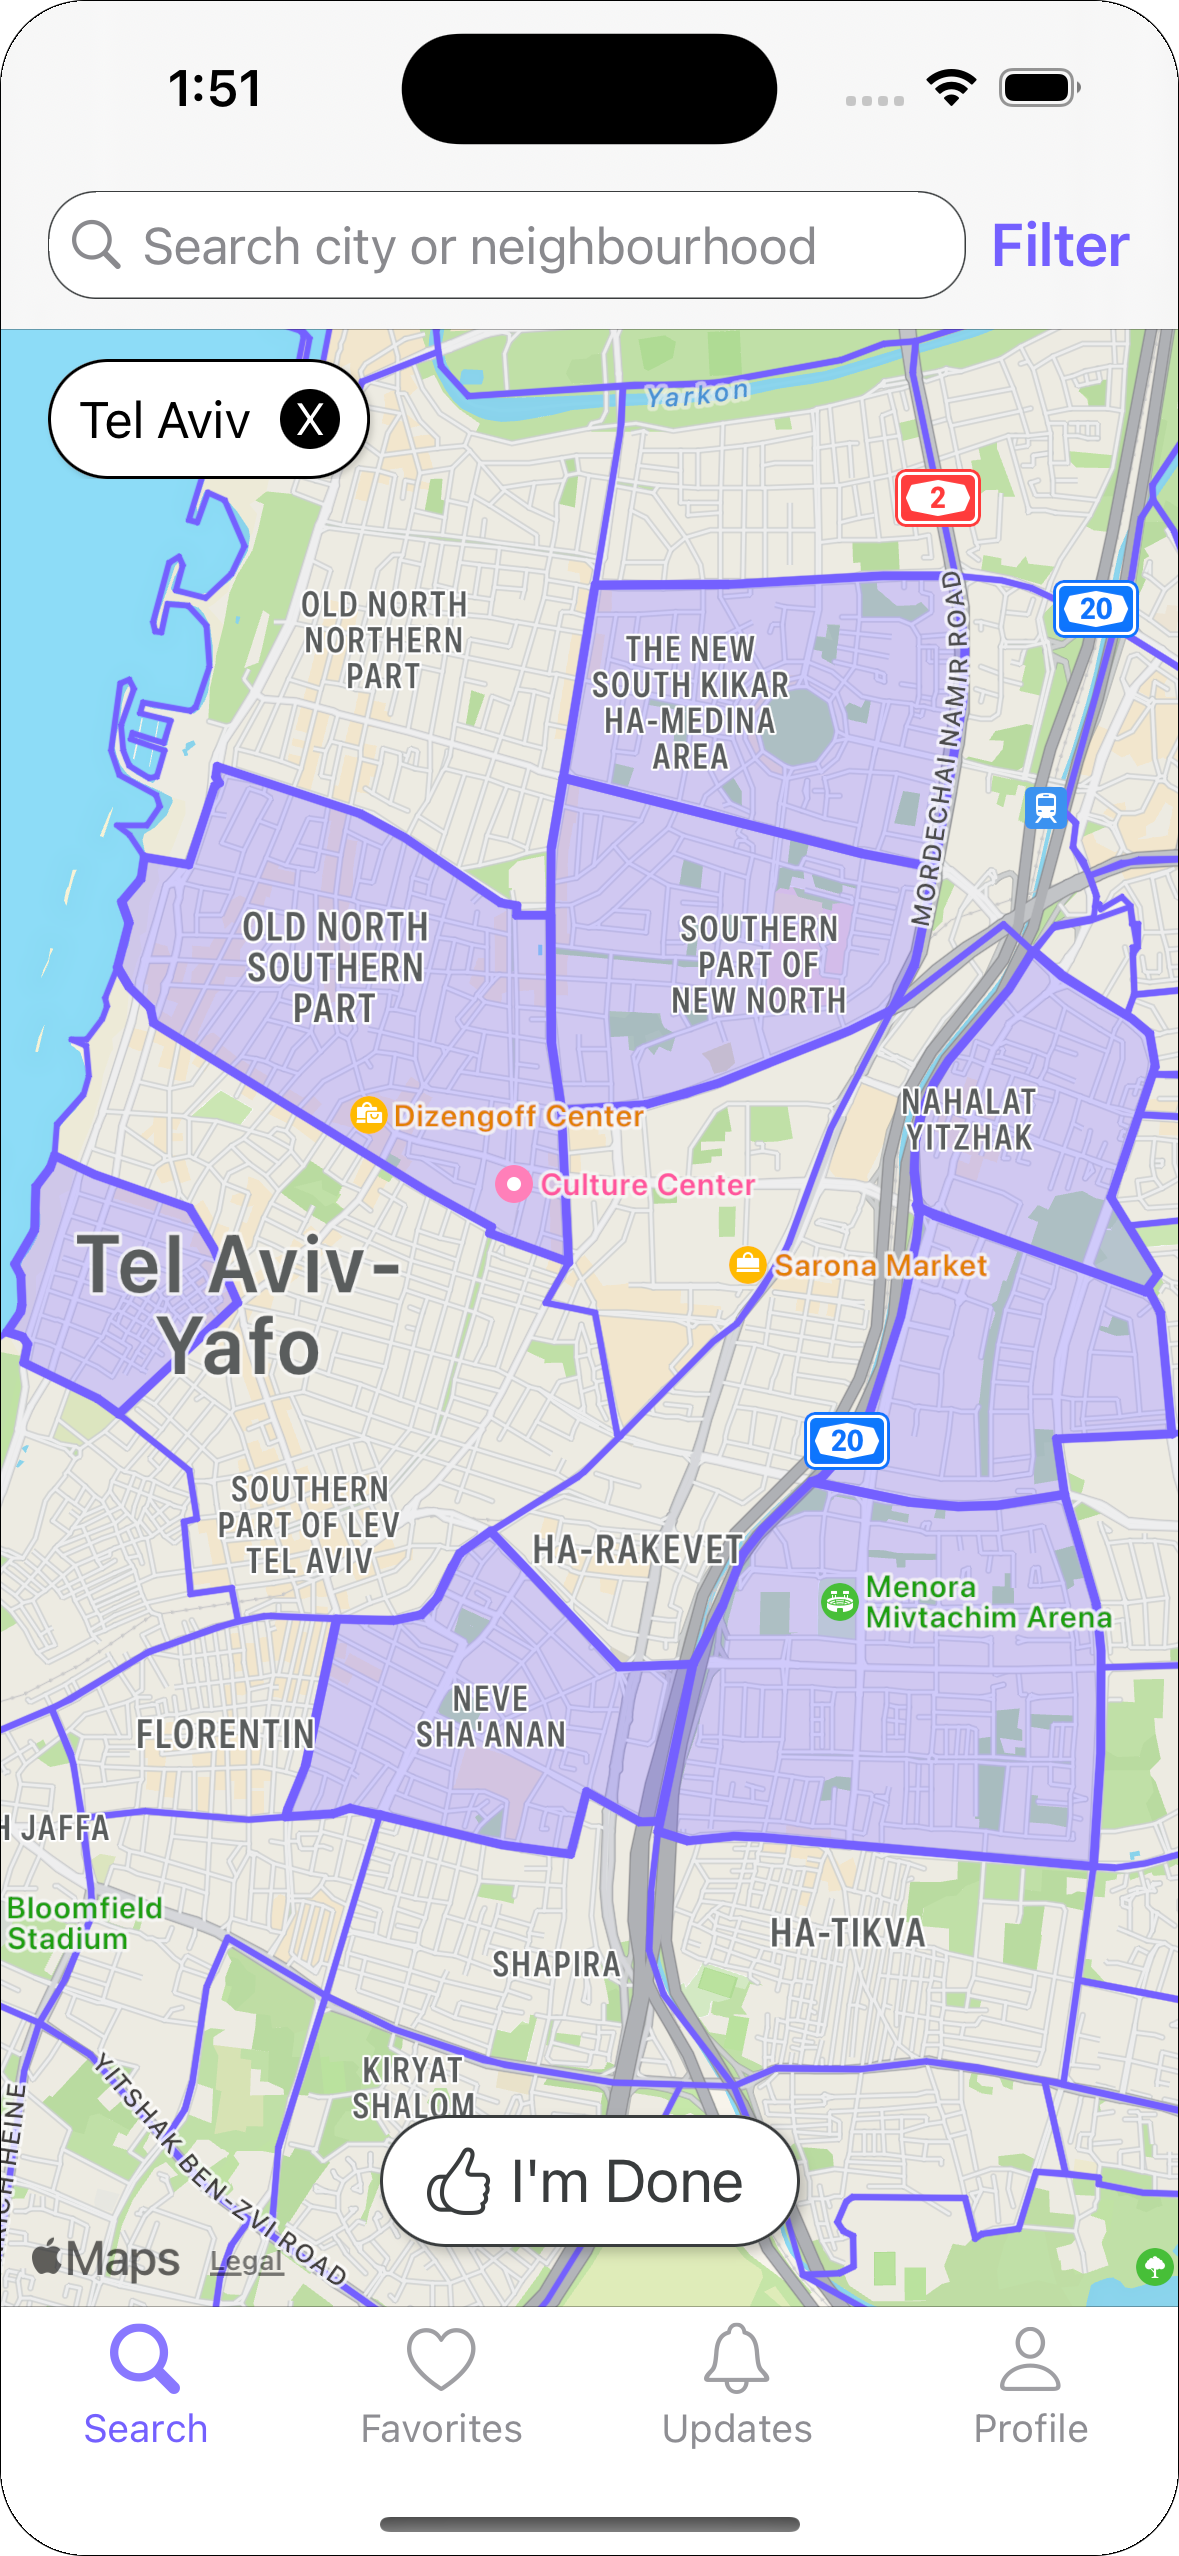 1:51
Search city or neighbourhood
Filter
Tel Aviv X
Yarkon
2
20
OLD NORTH
NORTHERN
PART
THE NEW
SOUTH KIKAR
HA-MEDINA
AREA
MORDECHAI NAMIR ROAD
OLD NORTH
SOUTHERN
PART
SOUTHERN
PART OF
NEW NORTH
NAHALAT
YITZHAK
Dizengoff Center
Culture Center
Tel Aviv-
Yafo
Sarona Market
20
SOUTHERN
PART OF LEV
TEL AVIV
HA-RAKEVET
Menora
Mivtachim Arena
NEVE
SHA'ANAN
FLORENTIN
H JAFFA
Bloomfield
Stadium
SHAPIRA
HA-TIKVA
KIRYAT
SHALOM
YITSHAK BEN-ZVI ROAD
HEINE
I'm Done
Maps
Legal
Search
Favorites
Updates
Profile